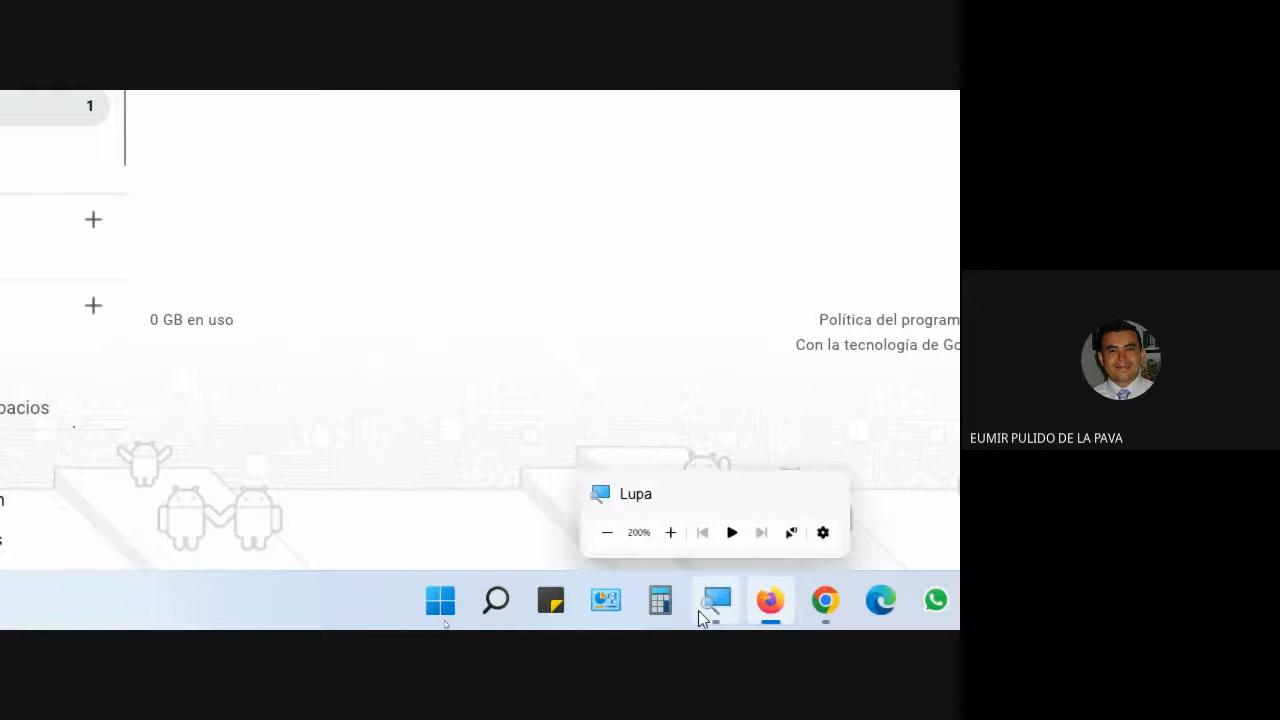 1
0 GB en uso
Política del program
Con la tecnología de Go
pacios
n
s
Lupa
200%
EUMIR PULIDO DE LA PAVA